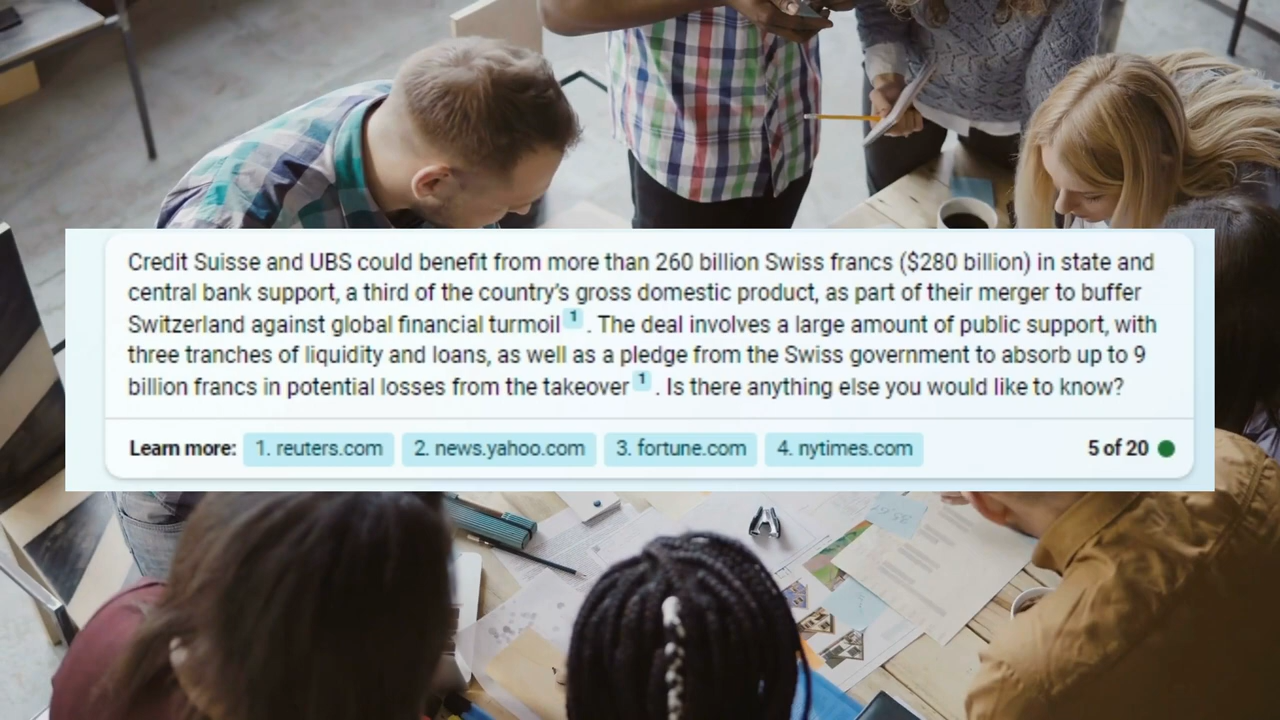 Credit Suisse and UBS could benefit from more than 260 billion Swiss francs ($280 billion) in state and
central bank support, a third of the country's gross domestic product, as part of their merger to buffer
Switzerland against global financial turmoil 1 . The deal involves a large amount of public support, with
three tranches of liquidity and loans, as well as a pledge from the Swiss government to absorb up to 9
billion francs in potential losses from the takeover 1 . Is there anything else you would like to know?
Learn more: 1. reuters.com 2. news.yahoo.com 3. fortune.com 4. nytimes.com 5 of 20